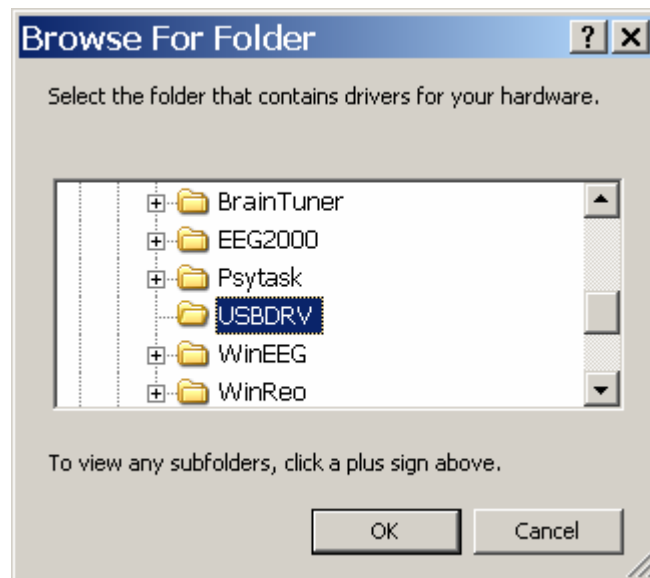 Browse For Folder
Select the folder that contains drivers for your hardware.
BrainTuner
EEG2000
Psytask
USBDRV
WinEEG
WinReo
To view any subfolders, click a plus sign above.
OK Cancel